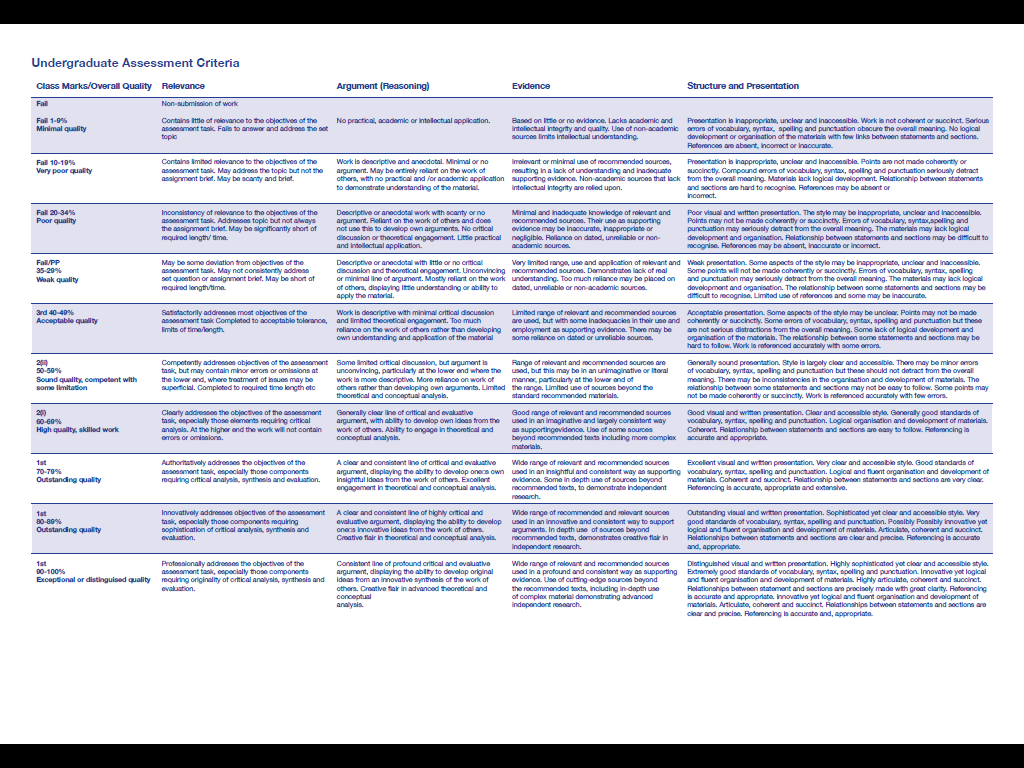 Undergraduate Assessment Criteria
Class Marks/Overall Quality
Relevance
Argument (Reasoning)
Evidence
Structure and Presentation
Fail
Non-submission of work
Fail 1-9%
Minimal quality
Contains little of relevance to the objectives of the
assessment task. Fails to answer and address the set
topic
No practical, academic or intellectual application.
Based on little or no evidence. Lacks academic and
intellectual integrity and quality. Use of non-academic
sources limits intellectual understanding.
Presentation is inappropriate, unclear and inaccessible. Work is not coherent or succinct. Serious
errors of vocabulary, syntax, spelling and punctuation obscure the overall meaning. No logical
development or organisation of the materials with few links between statements and sections.
References are absent, incorrect or inaccurate.
Fail 10-19%
Very poor quality
Contains limited relevance to the objectives of the
assessment task. May address the topic but not the
assignment brief. May be scanty and brief.
Work is descriptive and anecdotal. Minimal or no
argument. May be entirely reliant on the work of
others, with no practical and /or academic application
to demonstrate understanding of the material.
Irrelevant or minimal use of recommended sources,
resulting in a lack of understanding and inadequate
supporting evidence. Non-academic sources that lack
intellectual integrity are relied upon.
Presentation is inappropriate, unclear and inaccessible. Points are not made coherently or
succinctly. Compound errors of vocabulary, syntax, spelling and punctuation seriously detract
from the overall meaning. Materials lack logical development. Relationship between statements
and sections are hard to recognise. References may be absent or
incorrect.
Fail 20-34%
Poor quality
Inconsistency of relevance to the objectives of the
assessment task. Addresses topic but not always
the assignment brief. May be significantly short of
required length/ time.
Descriptive or anecdotal work with scanty or no
argument. Reliant on the work of others and does
not use this to develop own arguments. No critical
discussion or theoretical engagement. Little practical
and intellectual application.
Minimal and inadequate knowledge of relevant and
recommended sources. Their use as supporting
evidence may be inaccurate, inappropriate or
negligible. Reliance on dated, unreliable or non-
academic sources.
Poor visual and written presentation. The style may be inappropriate, unclear and inaccessible.
Points may not be made coherently or succinctly. Errors of vocabulary, syntax,spelling and
punctuation may seriously detract from the overall meaning. The materials may lack logical
development and organisation. Relationship between statements and sections may be difficult to
recognise. References may be absent, inaccurate or incorrect.
Fail/PP
35-29%
Weak quality
May be some deviation from objectives of the
assessment task. May not consistently address
set question or assignment brief. May be short of
required length/time.
Descriptive or anecdotal with little or no critical
discussion and theoretical engagement. Unconvincing
or minimal line of argument. Mostly reliant on the work
of others, displaying little understanding or ability to
apply the material.
Very limited range, use and application of relevant and
recommended sources. Demonstrates lack of real
understanding. Too much reliance may be placed on
dated, unreliable or non-academic sources.
Weak presentation. Some aspects of the style may be inappropriate, unclear and inaccessible.
Some points will not be made coherently or succinctly. Errors of vocabulary, syntax, spelling
and punctuation may detract from the overall meaning. The materials may lack logical
development and organisation. The relationship between some statements and sections may be
difficult to recognise. Limited use of references and some may be inaccurate.
3rd 40-49%
Acceptable quality
Satisfactorily addresses most objectives of the
assessment task Completed to acceptable tolerance,
limits of time/length.
Work is descriptive with minimal critical discussion
and limited theoretical engagement. Too much
reliance on the work of others rather than developing
own understanding and application of the material
Limited range of relevant and recommended sources
are used, but with some inadequacies in their use and
employment as supporting evidence. There may be
some reliance on dated or unreliable sources.
Acceptable presentation. Some aspects of the style may be unclear. Points may not be made
coherently or succinctly. Some errors of vocabulary, syntax, spelling and punctuation but these
are not serious distractions from the overall meaning. Some lack of logical development and
organisation of the materials. The relationship between some statements and sections may be
hard to follow. Work is referenced accurately with some errors.
2(ii)
50-59%
Sound quality, competent with
some limitation
Competently addresses objectives of the assessment
task, but may contain minor errors or omissions at
the lower end, where treatment of issues may be
superficial. Completed to required time length etc
Some limited critical discussion, but argument is
unconvincing, particularly at the lower end where the
work is more descriptive. More reliance on work of
others rather than developing own arguments. Limited
theoretical and conceptual analysis.
Range of relevant and recommended sources are
used, but this may be in an unimaginative or literal
manner, particularly at the lower end of
the range. Limited use of sources beyond the
standard recommended materials.
Generally sound presentation. Style is largely clear and accessible. There may be minor errors
of vocabulary, syntax, spelling and punctuation but these should not detract from the overall
meaning. There may be inconsistencies in the organisation and development of materials. The
relationship between some statements and sections may not be easy to follow. Some points may
not be made coherently or succinctly. Work is referenced accurately with few errors.
2(i)
60-69%
High quality, skilled work
Clearly addresses the objectives of the assessment
task, especially those elements requiring critical
analysis. At the higher end the work will not contain
errors or omissions.
Generally clear line of critical and evaluative
argument, with ability to develop own ideas from the
work of others. Ability to engage in theoretical and
conceptual analysis.
Good range of relevant and recommended sources
used in an imaginative and largely consistent way
as supportingevidence. Use of some sources
beyond recommended texts including more complex
materials.
Good visual and written presentation. Clear and accessible style. Generally good standards of
vocabulary, syntax, spelling and punctuation. Logical organisation and development of materials.
Coherent. Relationship between statements and sections are easy to follow. Referencing is
accurate and appropriate.
1st
70-79%
Outstanding quality
Authoritatively addresses the objectives of the
assessment task, especially those components
requiring critical analysis, synthesis and evaluation.
A clear and consistent line of critical and evaluative
argument, displaying the ability to develop one׳s own
insightful ideas from the work of others. Excellent
engagement in theoretical and conceptual analysis.
Wide range of relevant and recommended sources
used in an insightful and consistent way as supporting
evidence. Some in depth use of sources beyond
recommended texts, to demonstrate independent
research.
Excellent visual and written presentation. Very clear and accessible style. Good standards of
vocabulary, syntax, spelling and punctuation. Logical and fluent organisation and development of
materials. Coherent and succinct. Relationship between statements and sections are very clear.
Referencing is accurate, appropriate and extensive.
1st
80-89%
Outstanding quality
Innovatively addresses objectives of the assessment
task, especially those components requiring
sophistication of critical analysis, synthesis and
evaluation.
A clear and consistent line of highly critical and
evaluative argument, displaying the ability to develop
one׳s innovative ideas from the work of others.
Creative flair in theoretical and conceptual analysis.
Wide range of recommended and relevant sources
used in an innovative and consistent way to support
arguments. In depth use of sources beyond
recommended texts, demonstrates creative flair in
independent research.
Outstanding visual and written presentation. Sophisticated yet clear and accessible style. Very
good standards of vocabulary, syntax, spelling and punctuation. Possibly Possibly innovative yet
logical and fluent organisation and development of materials. Articulate, coherent and succinct.
Relationships between statements and sections are clear and precise. Referencing is accurate
and, appropriate.
1st
90-100%
Exceptional or distinguised quality
Professionally addresses the objectives of the
assessment task, especially those components
requiring originality of critical analysis, synthesis and
evaluation.
Consistent line of profound critical and evaluative
argument, displaying the ability to develop original
ideas from an innovative synthesis of the work of
others. Creative flair in advanced theoretical and
conceptual
analysis.
Wide range of relevant and recommended sources
used in a profound and consistent way as supporting
evidence. Use of cutting-edge sources beyond
the recommended texts, including in-depth use
of complex material demonstrating advanced
independent research.
Distinguished visual and written presentation. Highly sophisticated yet clear and accessible style.
Extremely good standards of vocabulary, syntax, spelling and punctuation. Innovative yet logical
and fluent organisation and development of materials. Highly articulate, coherent and succinct.
Relationships between statement and sections are precisely made with great clarity. Referencing
is accurate and appropriate. Innovative yet logical and fluent organisation and development of
materials. Articulate, coherent and succinct. Relationships between statements and sections are
clear and precise. Referencing is accurate and, appropriate.